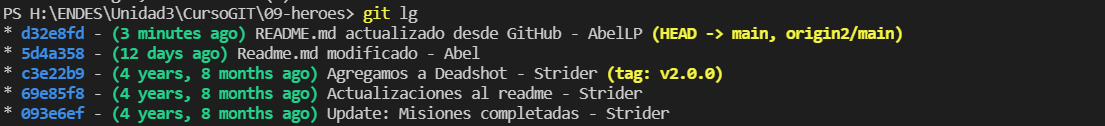 PS H:\ENDES\Unidad3\CursoGIT\09-heroes> git lg
* d32e8fd - (3 minutes ago) README.md actualizado desde GitHub - AbelLP (HEAD -> main, origin2/main)
* 5d4a358 - (12 days ago) Readme.md modificado - Abel
* c3e22b9 - (4 years, 8 months ago) Agregamos a Deadshot - Strider (tag: v2.0.0)
* 69e85f8 - (4 years, 8 months ago) Actualizaciones al readme - Strider
* 093e6ef - (4 years, 8 months ago) Update: Misiones completadas - Strider